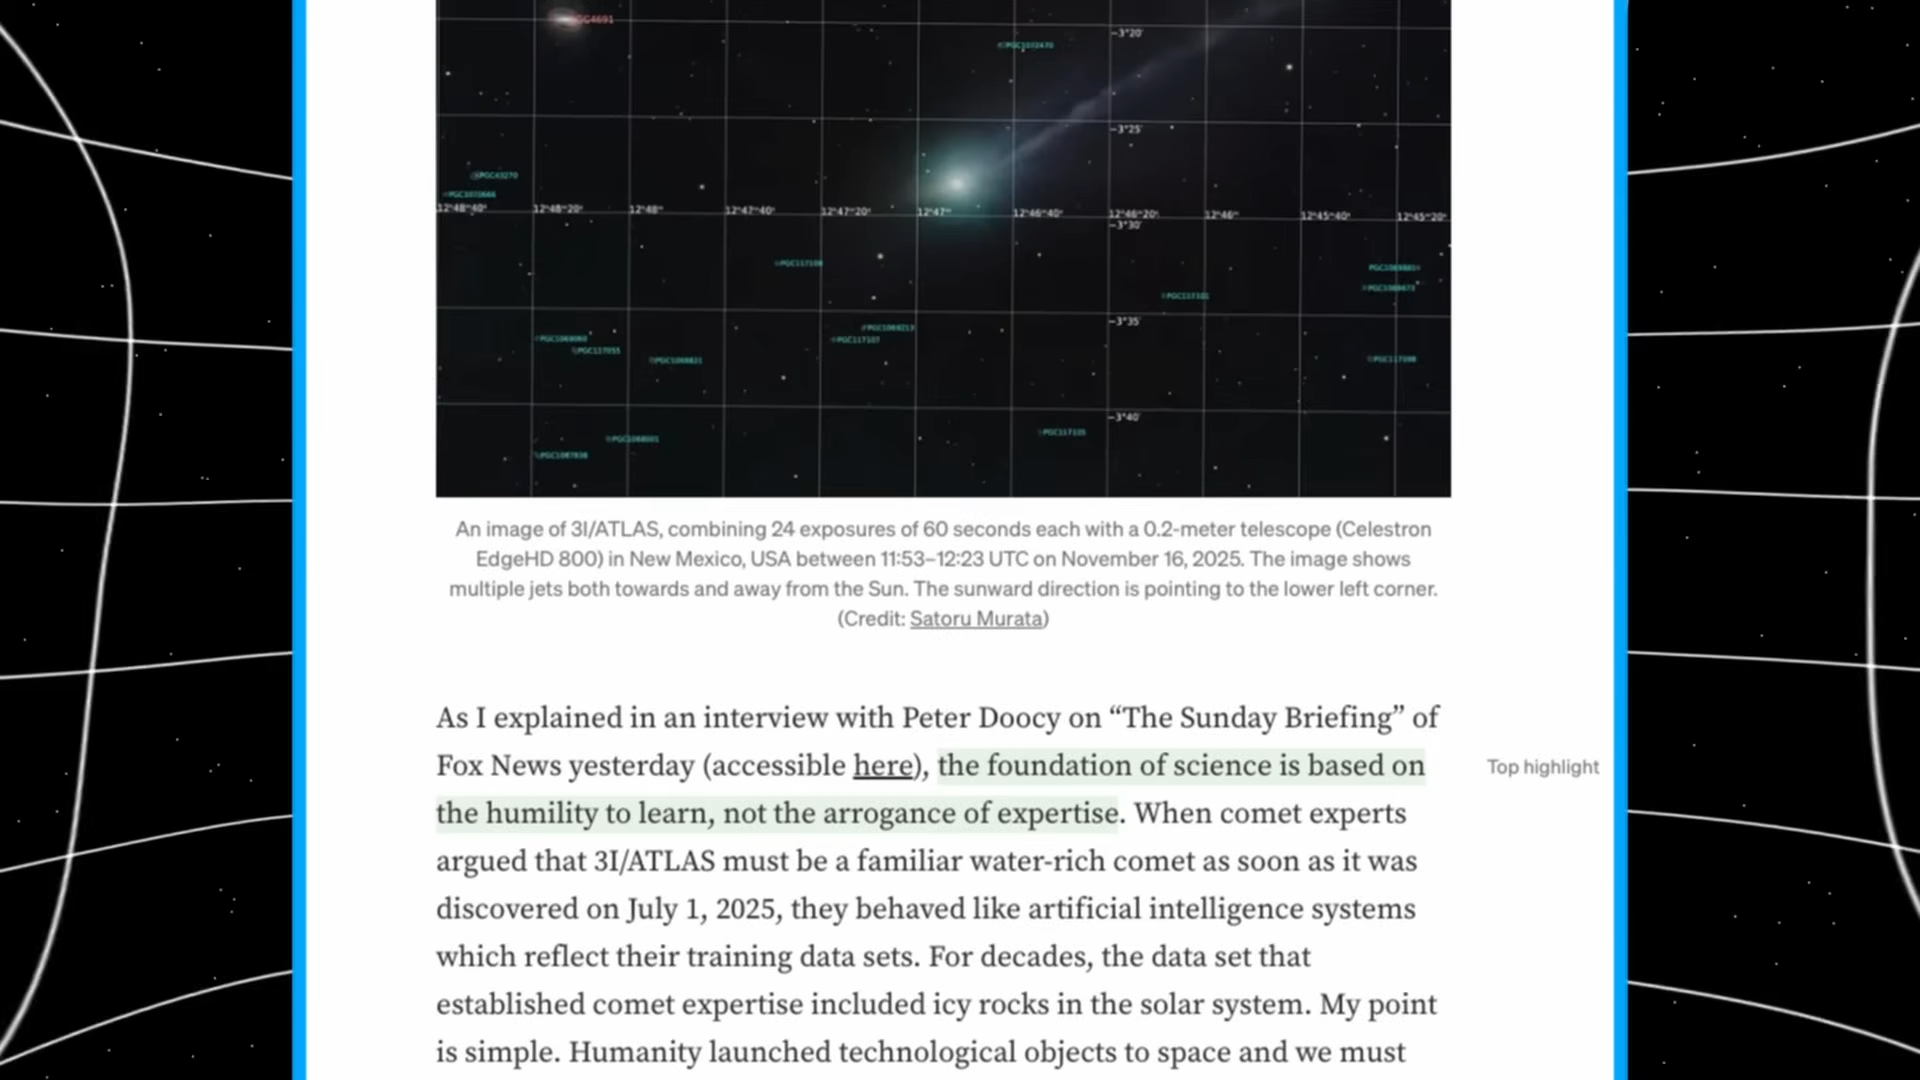 −3°20'
−3°25'
12ʰ48ᵐ40ˢ 12ʰ48ᵐ20ˢ 12ʰ48ᵐ 12ʰ47ᵐ40ˢ 12ʰ47ᵐ20ˢ 12ʰ47ᵐ 12ʰ46ᵐ40ˢ 12ʰ46ᵐ20ˢ 12ʰ46ᵐ 12ʰ45ᵐ40ˢ 12ʰ45ᵐ20ˢ
−3°30'
−3°35'
−3°40'
An image of 3I/ATLAS, combining 24 exposures of 60 seconds each with a 0.2-meter telescope (Celestron
EdgeHD 800) in New Mexico, USA between 11:53–12:23 UTC on November 16, 2025. The image shows
multiple jets both towards and away from the Sun. The sunward direction is pointing to the lower left corner.
(Credit: Satoru Murata)
As I explained in an interview with Peter Doocy on “The Sunday Briefing” of
Fox News yesterday (accessible here), the foundation of science is based on
Top highlight
the humility to learn, not the arrogance of expertise. When comet experts
argued that 3I/ATLAS must be a familiar water-rich comet as soon as it was
discovered on July 1, 2025, they behaved like artificial intelligence systems
which reflect their training data sets. For decades, the data set that
established comet expertise included icy rocks in the solar system. My point
is simple. Humanity launched technological objects to space and we must